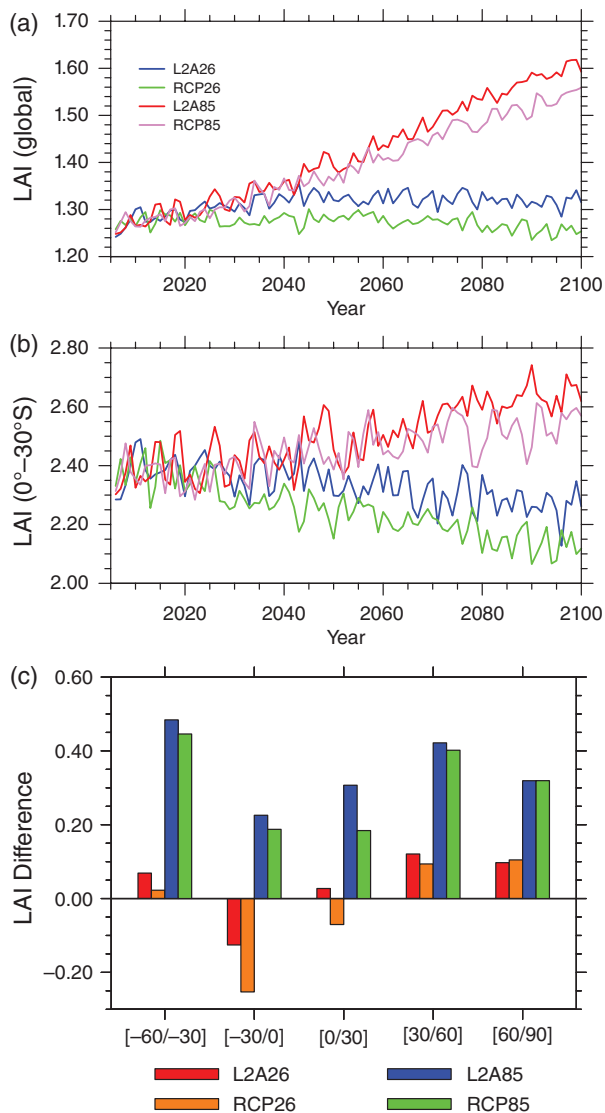 (a)
1.70
1.60
1.50
1.40
1.30
1.20
LAI (global)
L2A26
RCP26
L2A85
RCP85
2020 2040 2060 2080 2100
Year
(b)
2.80
2.60
2.40
2.20
2.00
LAI (0°–30°S)
2020 2040 2060 2080 2100
Year
(c)
0.60
0.40
0.20
0.00
–0.20
LAI Difference
[–60/–30] [–30/0] [0/30] [30/60] [60/90]
L2A26 L2A85
RCP26 RCP85